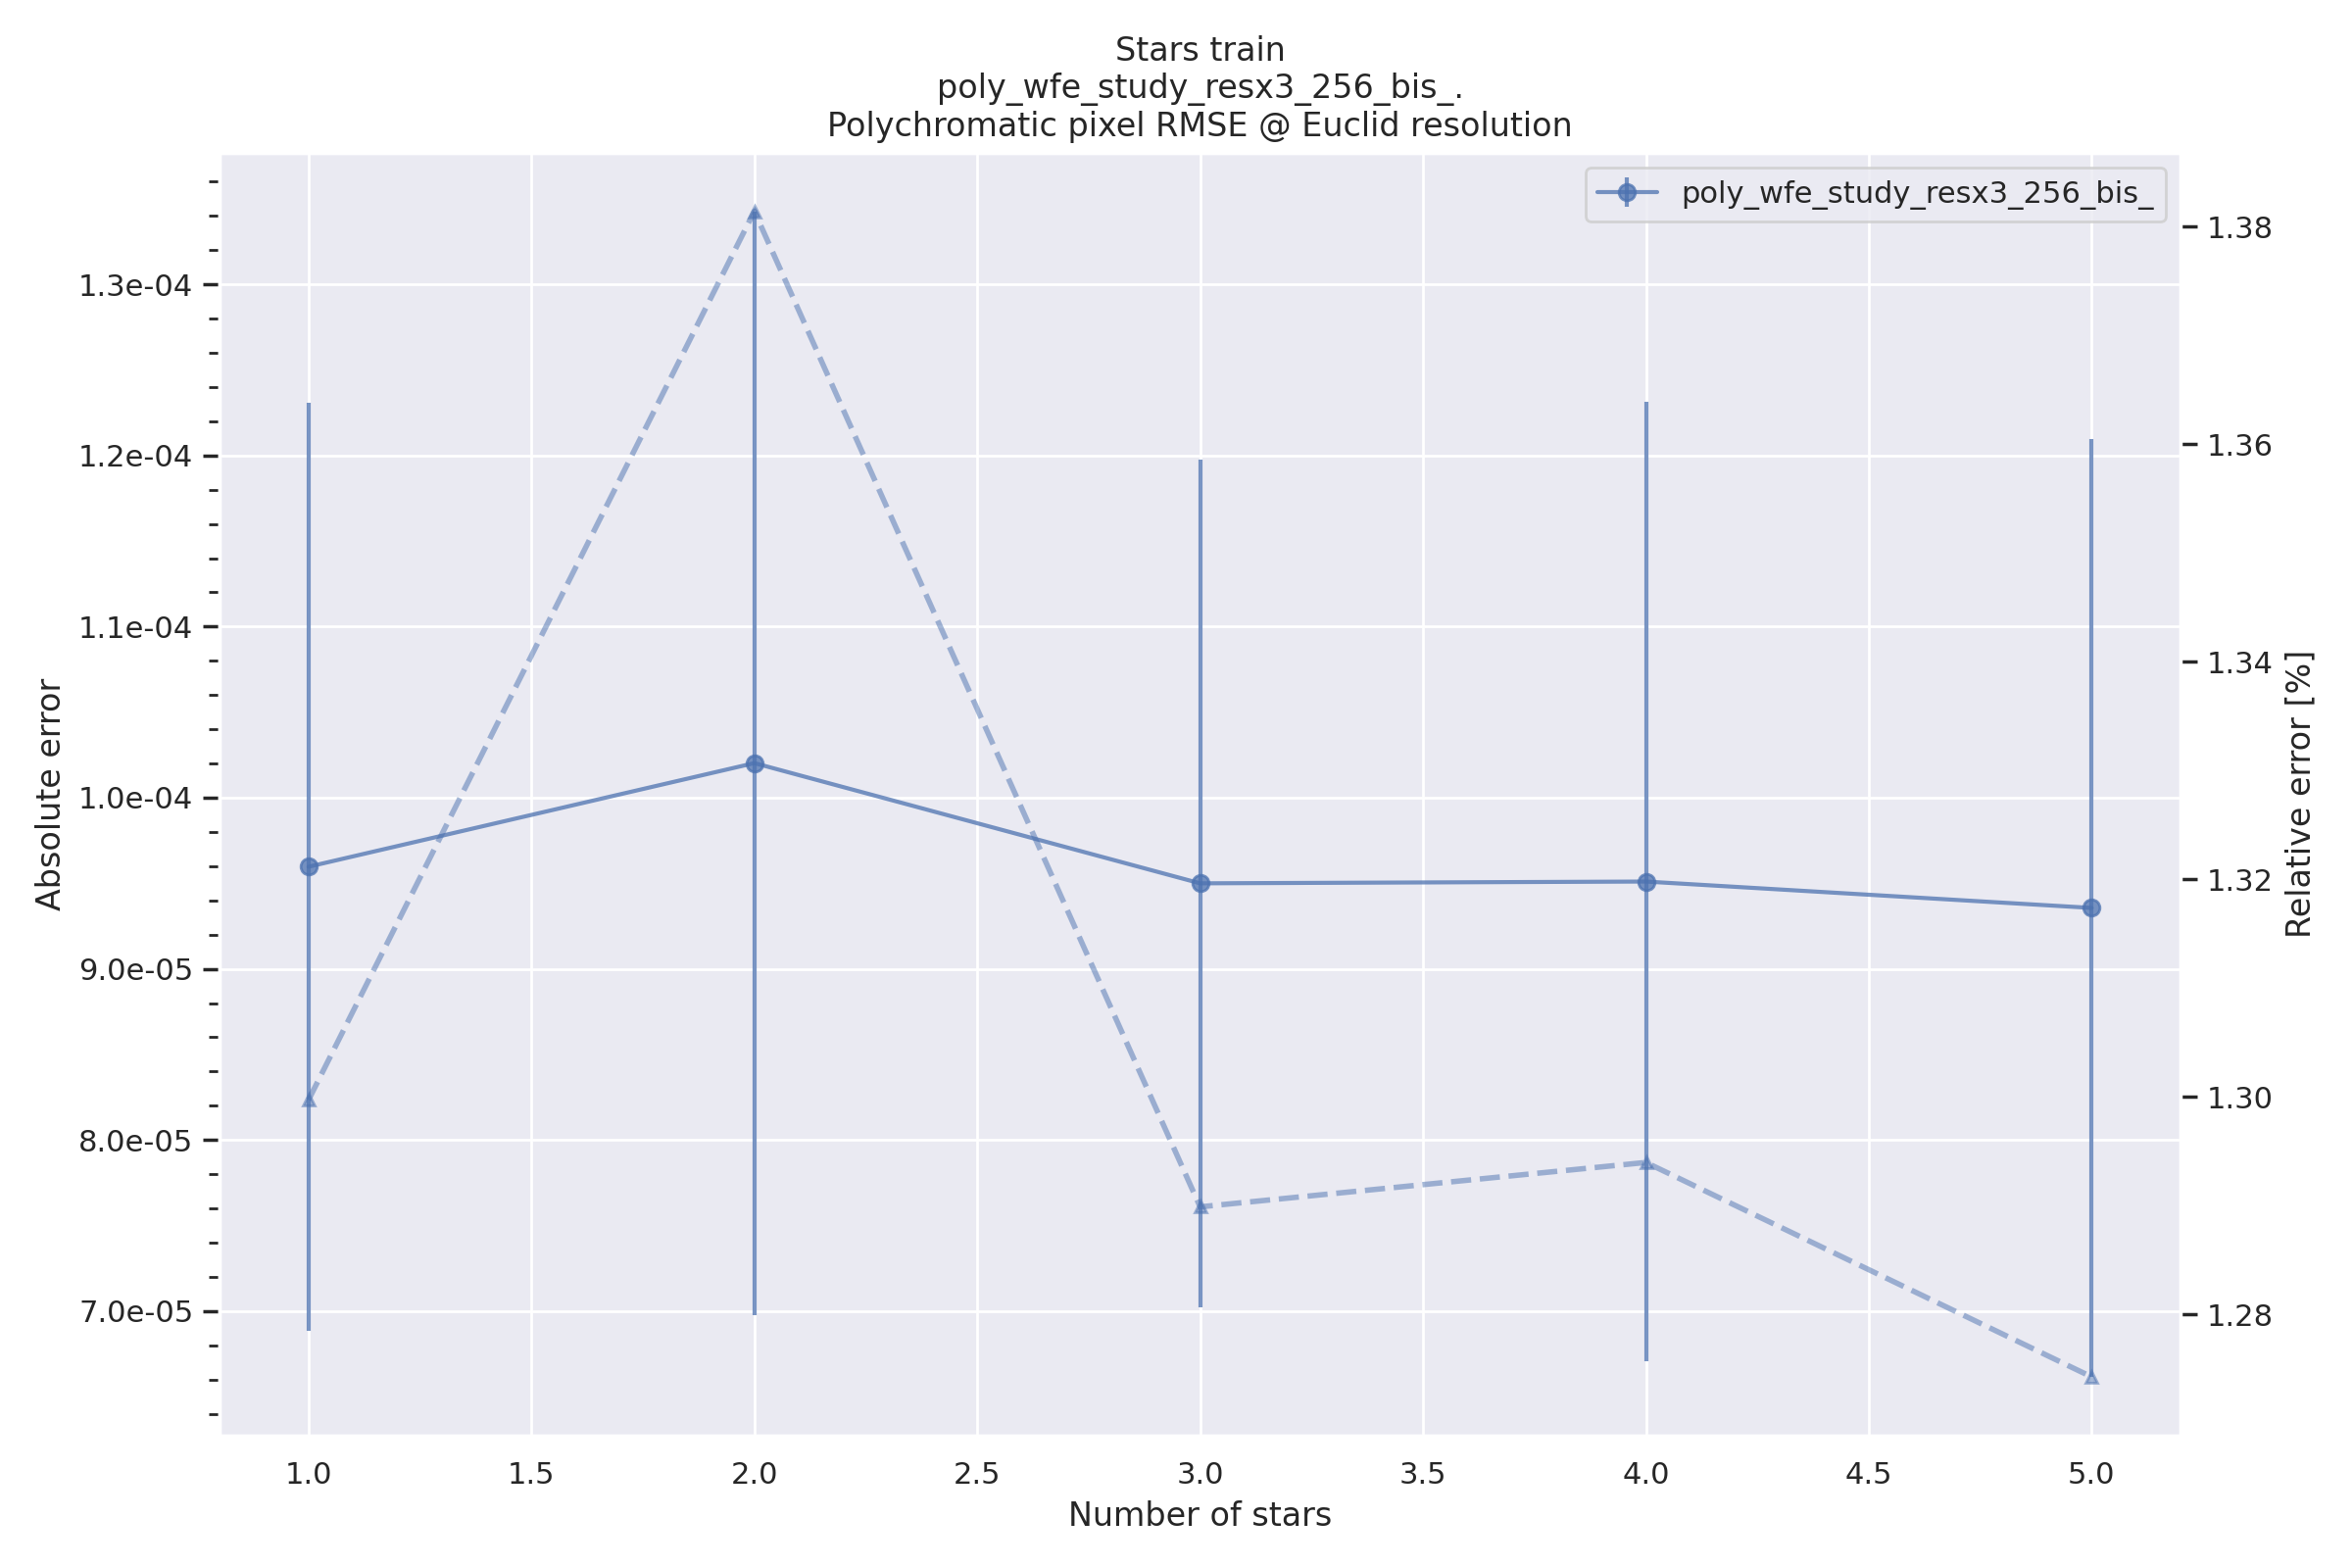 Stars train
poly_wfe_study_resx3_256_bis_.
Polychromatic pixel RMSE @ Euclid resolution
poly_wfe_study_resx3_256_bis_
Absolute error
1.3e-04
1.2e-04
1.1e-04
1.0e-04
9.0e-05
8.0e-05
7.0e-05
1.38
1.36
1.34
1.32
1.30
1.28
Relative error [%]
1.0 1.5 2.0 2.5 3.0 3.5 4.0 4.5 5.0
Number of stars